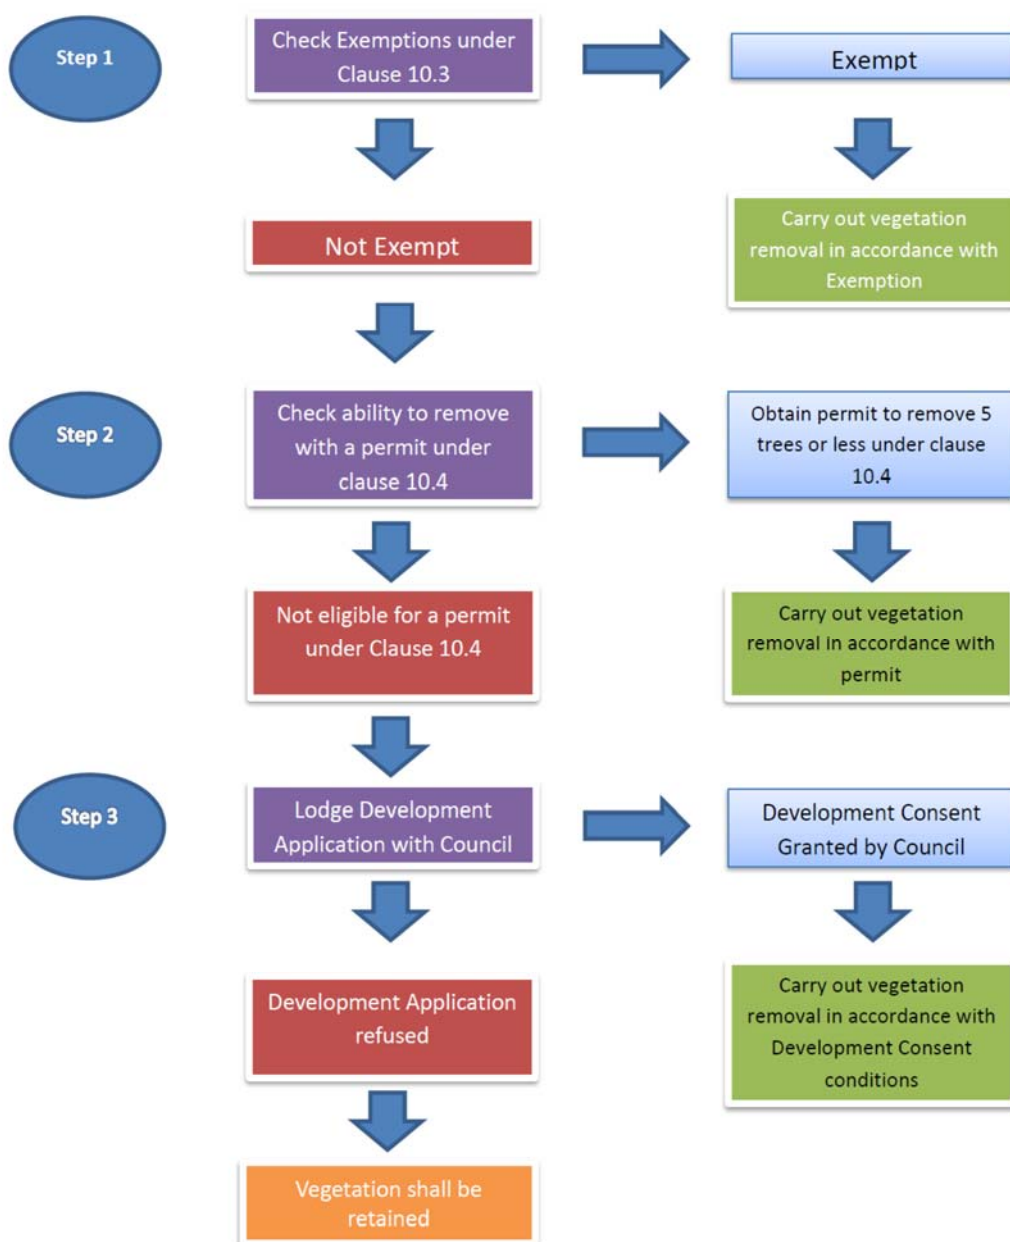 Step 1
Check Exemptions under
Clause 10.3
Exempt
Not Exempt
Carry out vegetation
removal in accordance with
Exemption
Step 2
Check ability to remove
with a permit under
clause 10.4
Obtain permit to remove 5
trees or less under clause
10.4
Not eligible for a permit
under Clause 10.4
Carry out vegetation
removal in accordance with
permit
Step 3
Lodge Development
Application with Council
Development Consent
Granted by Council
Development Application
refused
Carry out vegetation
removal in accordance with
Development Consent
conditions
Vegetation shall be
retained